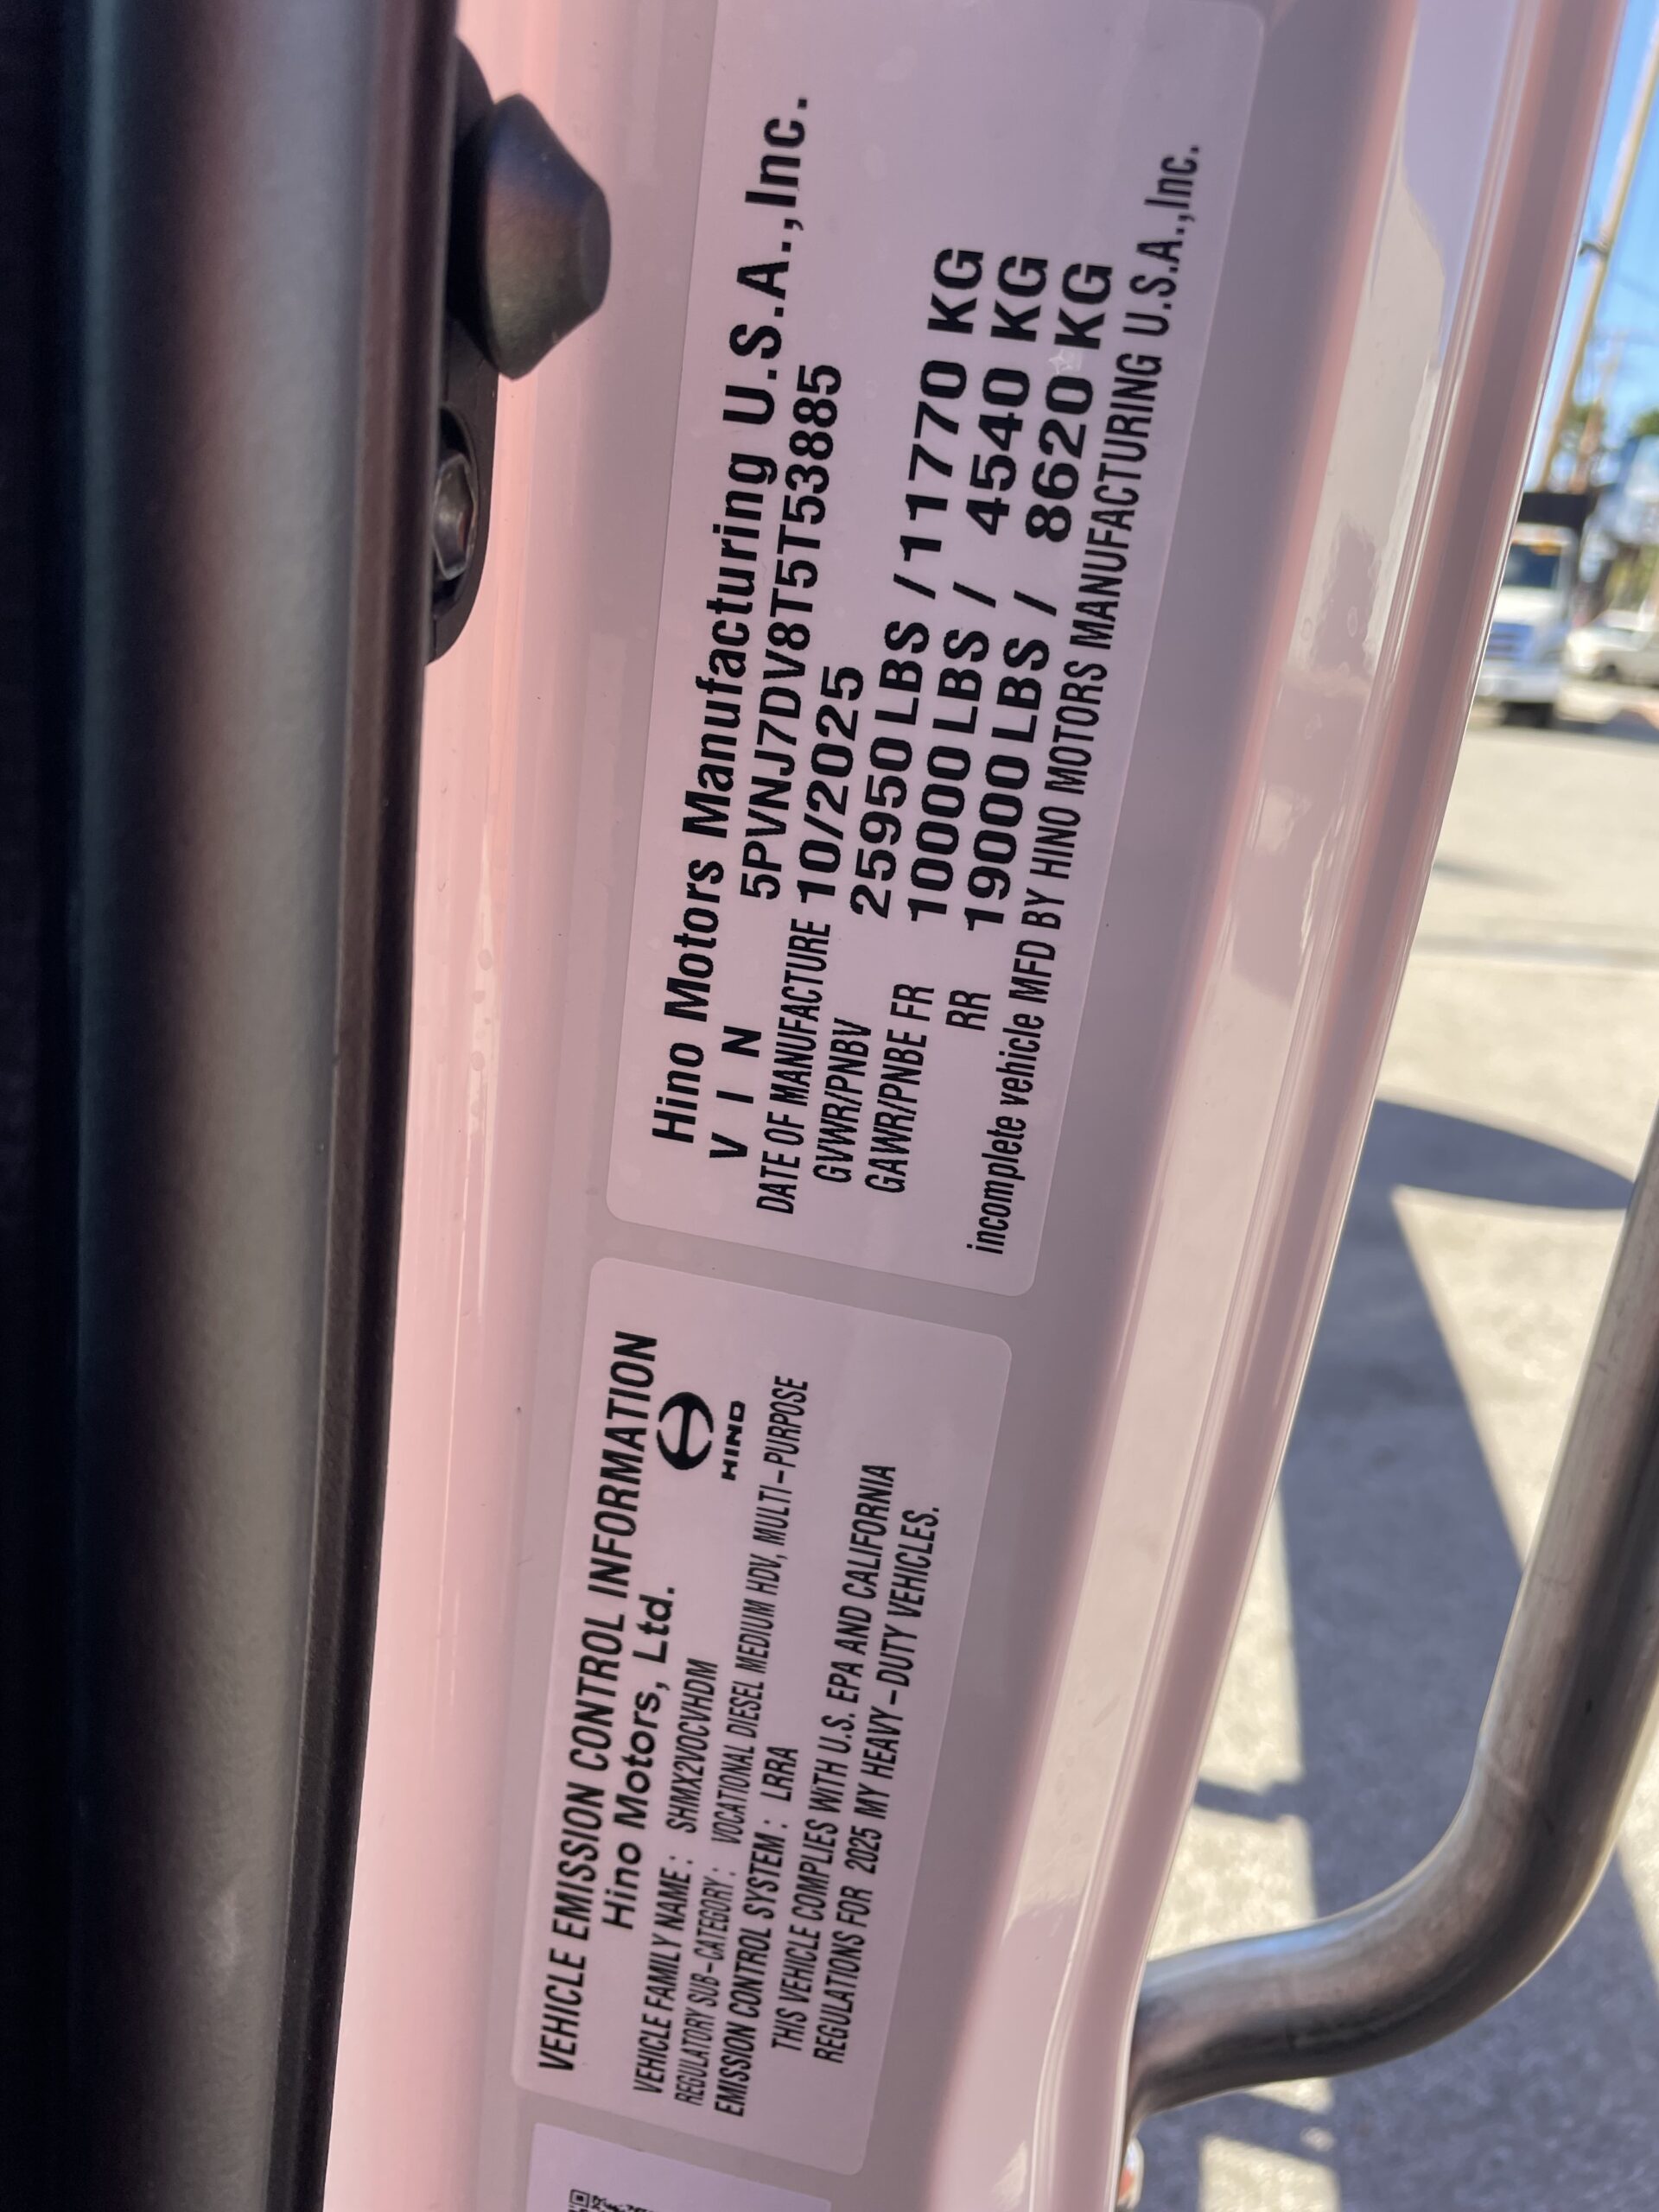 Hino Motors Manufacturing U.S.A.,Inc.
V I N 5PVNJ7DV8T5T53885
DATE OF MANUFACTURE 10/2025
GVWR/PNBV 25950 LBS / 11770 KG
GAWR/PNBE FR 10000 LBS / 4540 KG
RR 19000 LBS / 8620 KG
incomplete vehicle MFD BY HINO MOTORS MANUFACTURING U.S.A.,Inc.
VEHICLE EMISSION CONTROL INFORMATION
Hino Motors, Ltd.
HINO
VEHICLE FAMILY NAME : SHMX2VOCVHDM
REGULATORY SUB-CATEGORY : VOCATIONAL DIESEL MEDIUM HDV, MULTI-PURPOSE
EMISSION CONTROL SYSTEM : LRRA
THIS VEHICLE COMPLIES WITH U.S. EPA AND CALIFORNIA
REGULATIONS FOR 2025 MY HEAVY-DUTY VEHICLES.